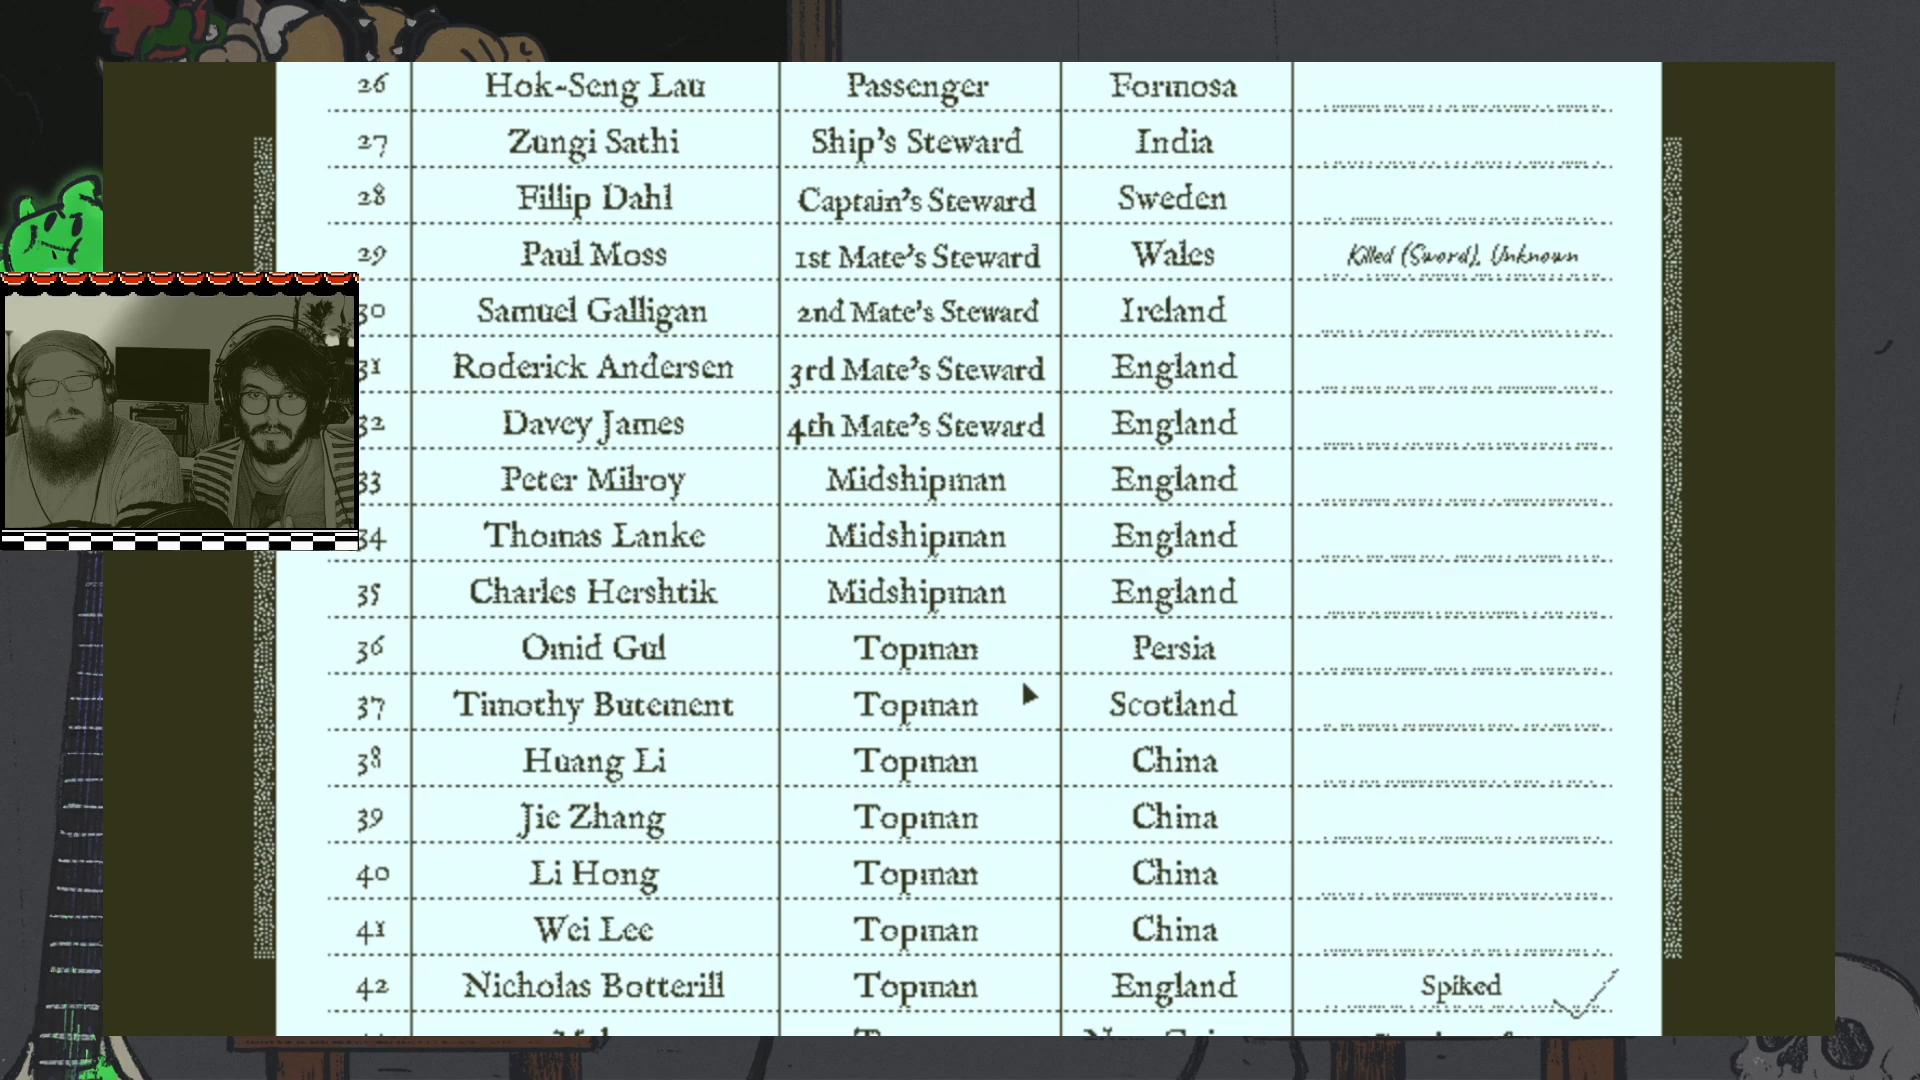 26 Hok-Seng Lau Passenger Formosa
27 Zungi Sathi Ship's Steward India
28 Fillip Dahl Captain's Steward Sweden
29 Paul Moss 1st Mate's Steward Wales Killed (Sword), Unknown
30 Samuel Galligan 2nd Mate's Steward Ireland
31 Roderick Andersen 3rd Mate's Steward England
32 Davey James 4th Mate's Steward England
33 Peter Milroy Midshipman England
34 Thomas Lanke Midshipman England
35 Charles Hershtik Midshipman England
36 Omid Gul Topman Persia
37 Timothy Butement Topman Scotland
38 Huang Li Topman China
39 Jie Zhang Topman China
40 Li Hong Topman China
41 Wei Lee Topman China
42 Nicholas Botterill Topman England Spiked